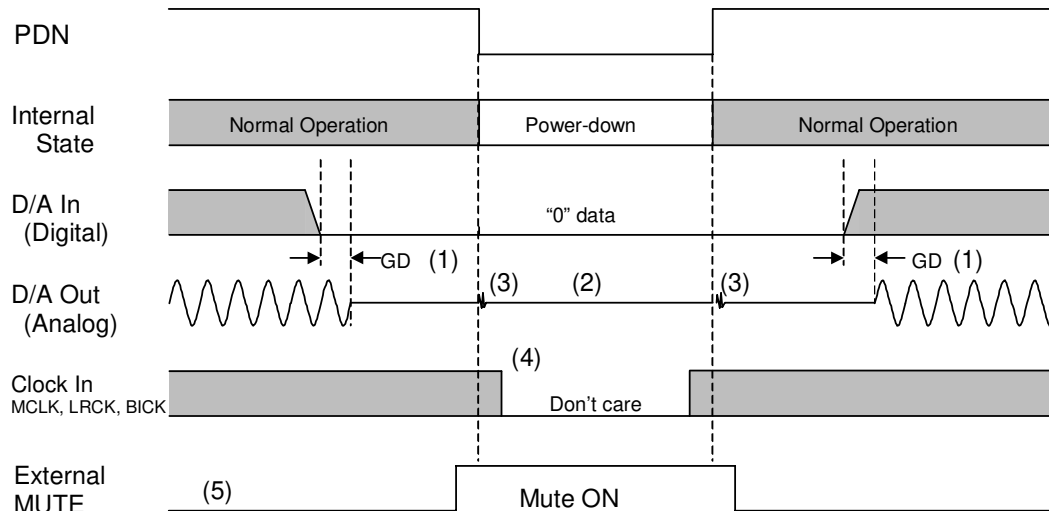 PDN
Internal
State
Normal Operation
Power-down
Normal Operation
D/A In
(Digital)
“0” data
GD (1)
GD (1)
D/A Out
(Analog)
(3)
(2)
(3)
Clock In
MCLK, LRCK, BICK
(4)
Don’t care
External
MUTE
(5)
Mute ON